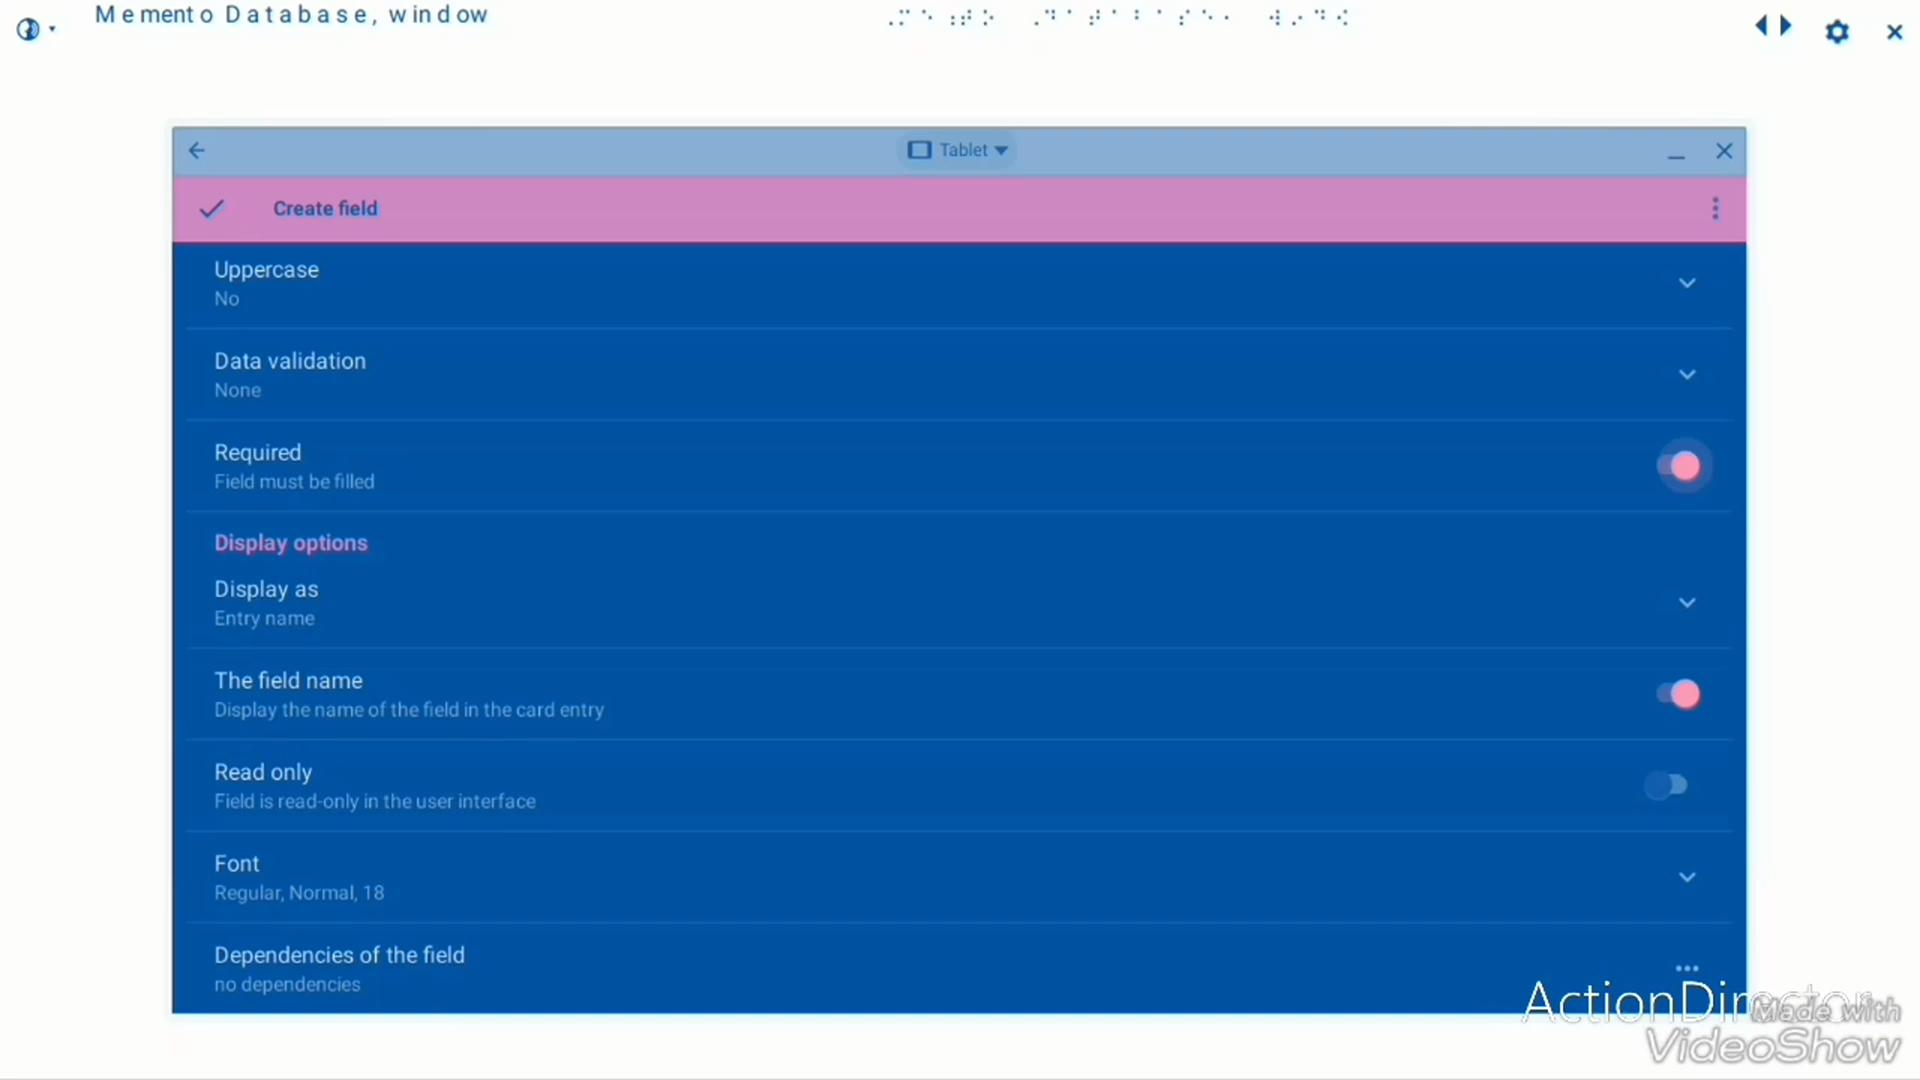 Memento Database, window
Tablet
Create field
Uppercase
No
Data validation
None
Required
Field must be filled
Display options
Display as
Entry name
The field name
Display the name of the field in the card entry
Read only
Field is read-only in the user interface
Font
Regular, Normal, 18
Dependencies of the field
no dependencies
ActionDirector
Made with
VideoShow